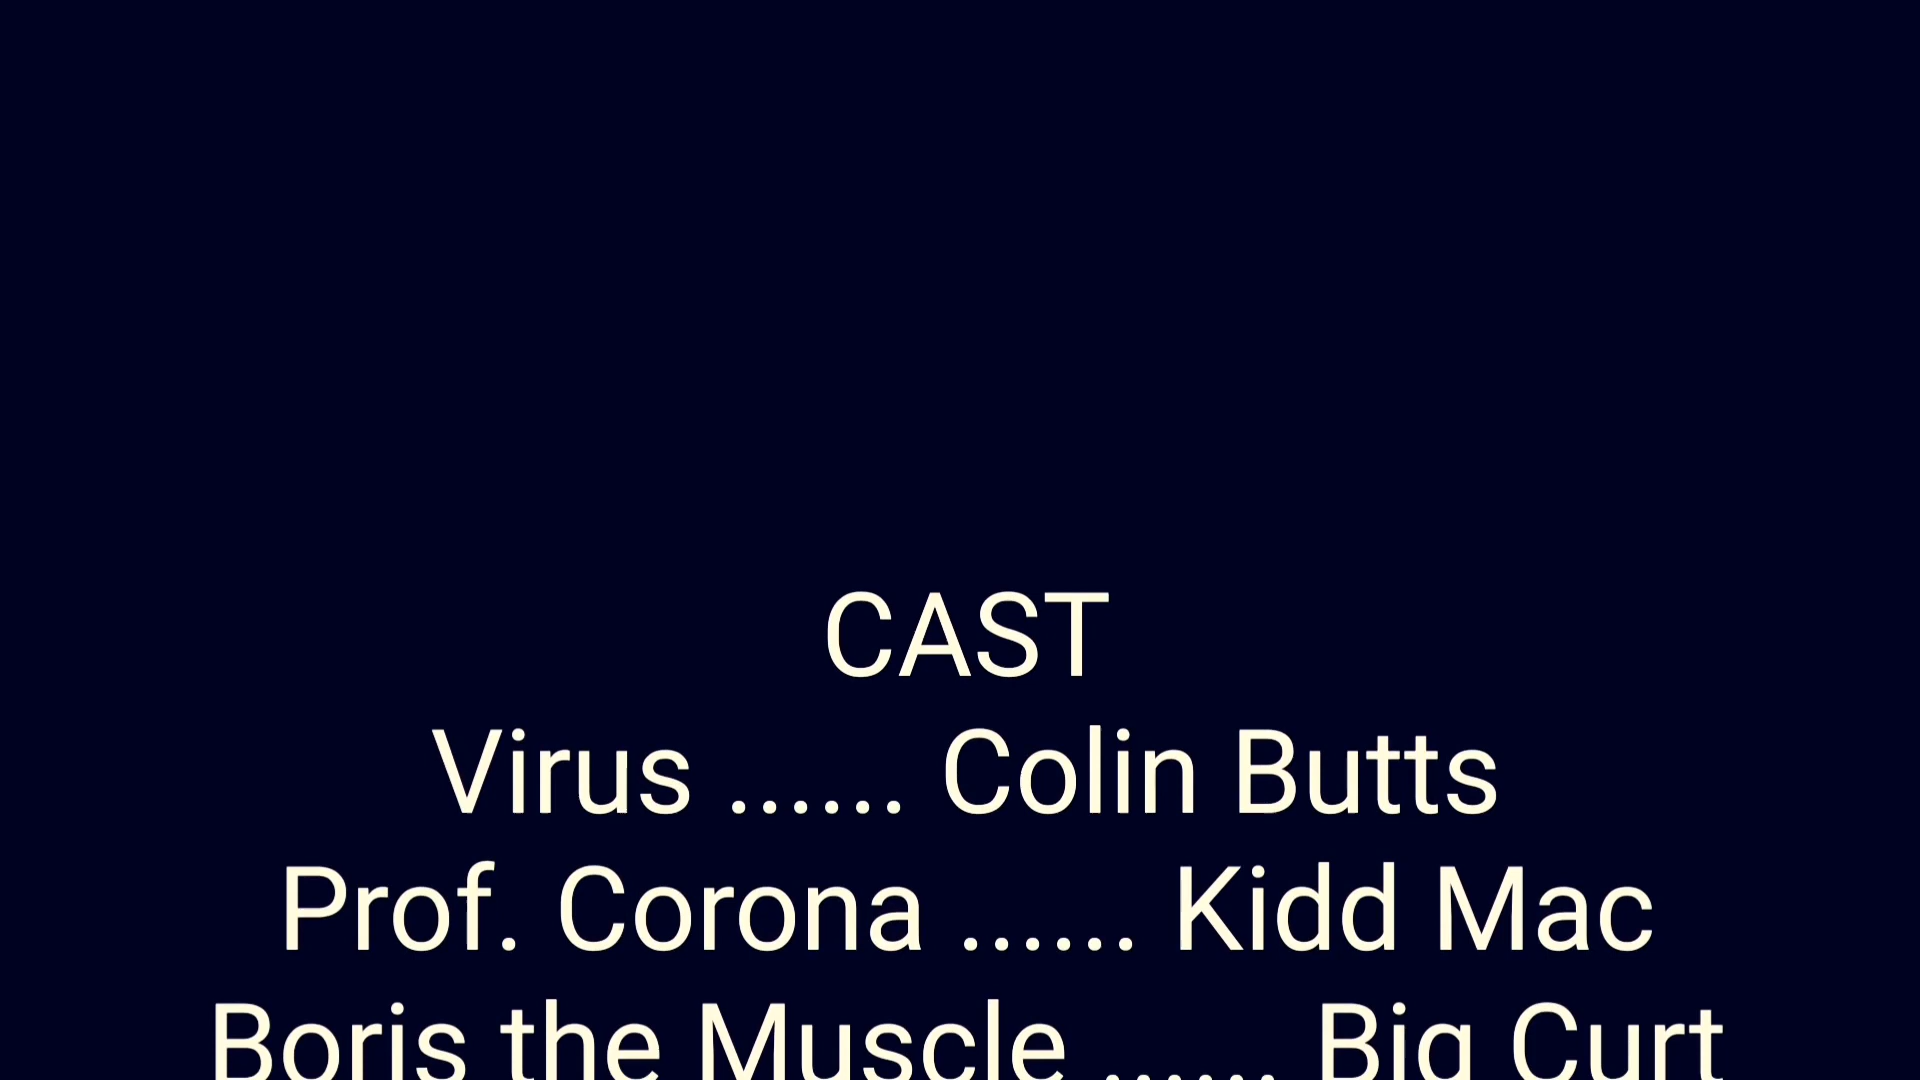 CAST
Virus ...... Colin Butts
Prof. Corona ...... Kidd Mac
Boris the Muscle ...... Big Curt